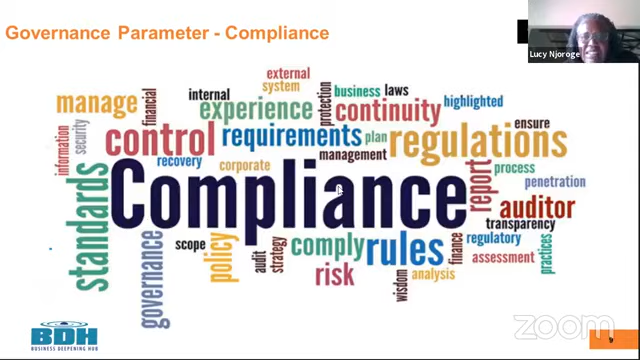 Governance Parameter - Compliance
Lucy Njoroge
external
system
manage
financial
internal
experience
protection
business laws
continuity
highlighted
information
security
control
requirements
plan
regulations
ensure
recovery
corporate
management
process
standards
Compliance
report
penetration
auditor
transparency
governance
scope
policy
audit
strategy
comply
rules
finance
regulatory
practices
risk
wisdom
analysis
assessment
BDH
BUSINESS DEEPENING HUB
zoom
9